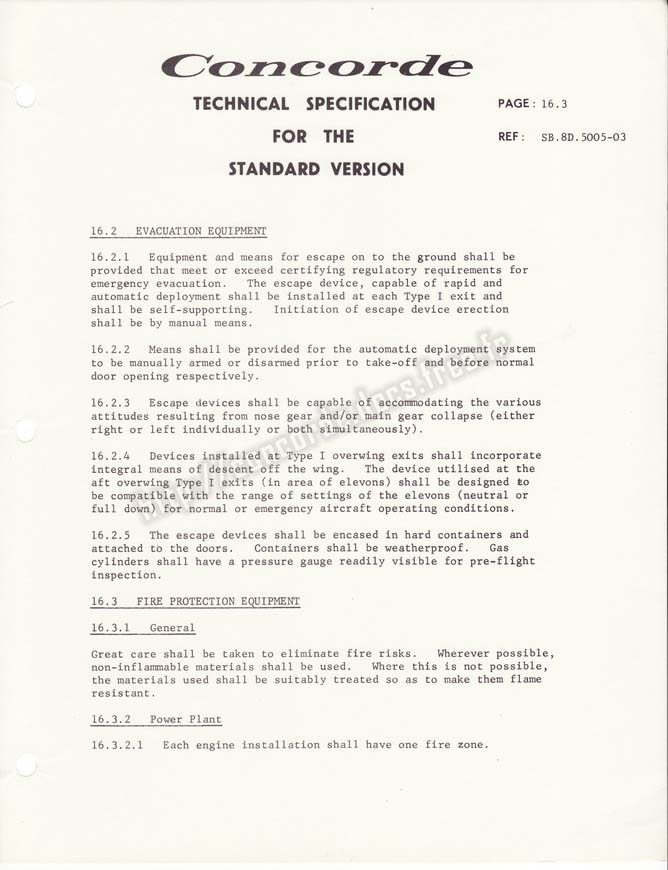 Concorde
TECHNICAL SPECIFICATION
FOR THE
STANDARD VERSION
PAGE: 16.3
REF: SB.8D.5005-03
16.2 EVACUATION EQUIPMENT
16.2.1 Equipment and means for escape on to the ground shall be
provided that meet or exceed certifying regulatory requirements for
emergency evacuation. The escape device, capable of rapid and
automatic deployment shall be installed at each Type I exit and
shall be self-supporting. Initiation of escape device erection
shall be by manual means.
16.2.2 Means shall be provided for the automatic deployment system
to be manually armed or disarmed prior to take-off and before normal
door opening respectively.
16.2.3 Escape devices shall be capable of accommodating the various
attitudes resulting from nose gear and/or main gear collapse (either
right or left individually or both simultaneously).
16.2.4 Devices installed at Type I overwing exits shall incorporate
integral means of descent off the wing. The device utilised at the
aft overwing Type I exits (in area of elevons) shall be designed to
be compatible with the range of settings of the elevons (neutral or
full down) for normal or emergency aircraft operating conditions.
16.2.5 The escape devices shall be encased in hard containers and
attached to the doors. Containers shall be weatherproof. Gas
cylinders shall have a pressure gauge readily visible for pre-flight
inspection.
16.3 FIRE PROTECTION EQUIPMENT
16.3.1 General
Great care shall be taken to eliminate fire risks. Wherever possible,
non-inflammable materials shall be used. Where this is not possible,
the materials used shall be suitably treated so as to make them flame
resistant.
16.3.2 Power Plant
16.3.2.1 Each engine installation shall have one fire zone.